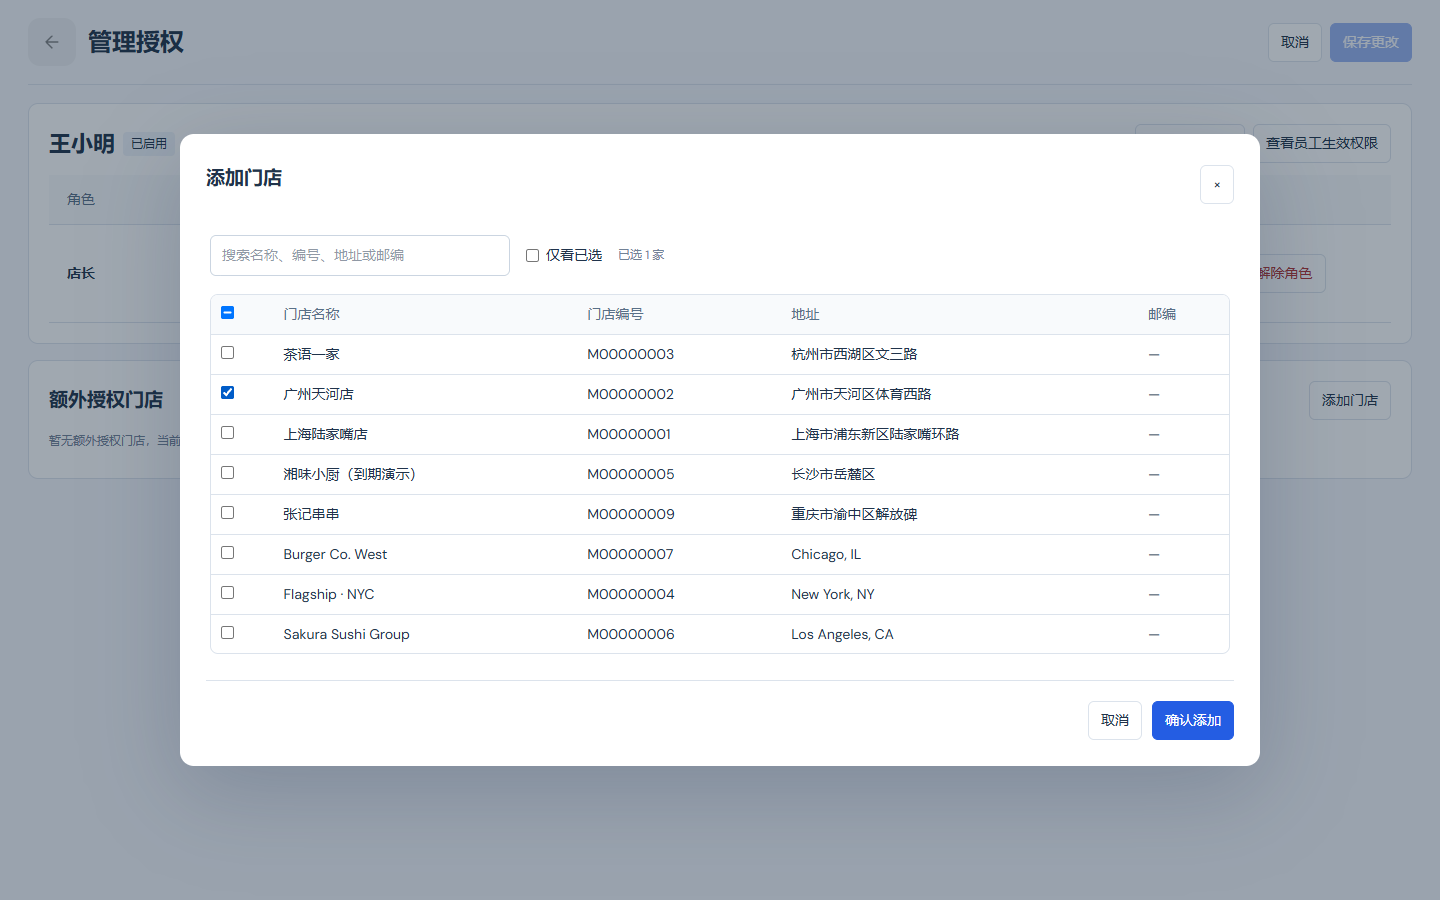 管理授权
取消
保存更改
王小明
已启用
查看员工生效权限
角色
店长
解除角色
额外授权门店
添加门店
暂无额外授权门店，当前
添加门店
×
搜索名称、编号、地址或邮编
仅看已选
已选 1 家
门店名称 门店编号 地址 邮编
茶语一家 M00000003 杭州市西湖区文三路 —
广州天河店 M00000002 广州市天河区体育西路 —
上海陆家嘴店 M00000001 上海市浦东新区陆家嘴环路 —
湘味小厨（到期演示） M00000005 长沙市岳麓区 —
张记串串 M00000009 重庆市渝中区解放碑 —
Burger Co. West M00000007 Chicago, IL —
Flagship · NYC M00000004 New York, NY —
Sakura Sushi Group M00000006 Los Angeles, CA —
取消
确认添加